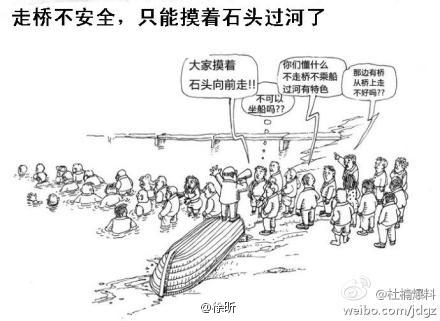 走桥不安全，只能摸着石头过河了
大家摸着
石头向前走!!
不可以
坐船吗??
你们懂什么
不走桥不乘船
过河有特色
那边有桥
从桥上走
不好吗??
@徐昕
@杜楠爆料
weibo.com/jdgz